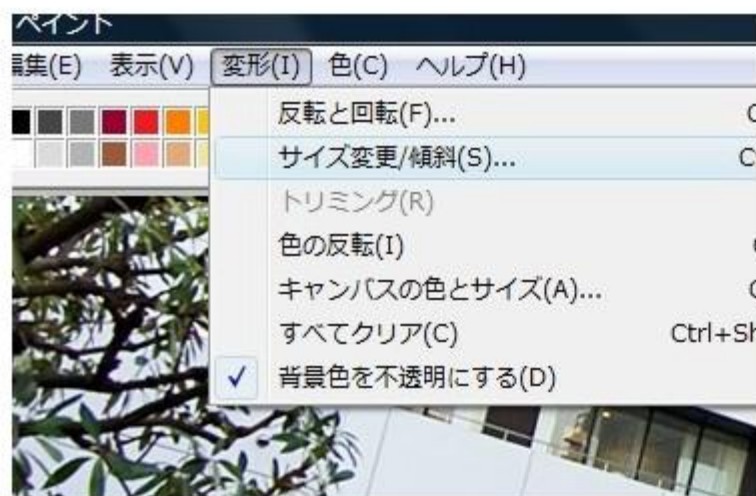 ペイント
編集(E) 表示(V) 変形(I) 色(C) ヘルプ(H)
反転と回転(F)...
サイズ変更/傾斜(S)...
トリミング(R)
色の反転(I)
キャンバスの色とサイズ(A)...
すべてクリア(C) Ctrl+Sh
背景色を不透明にする(D)